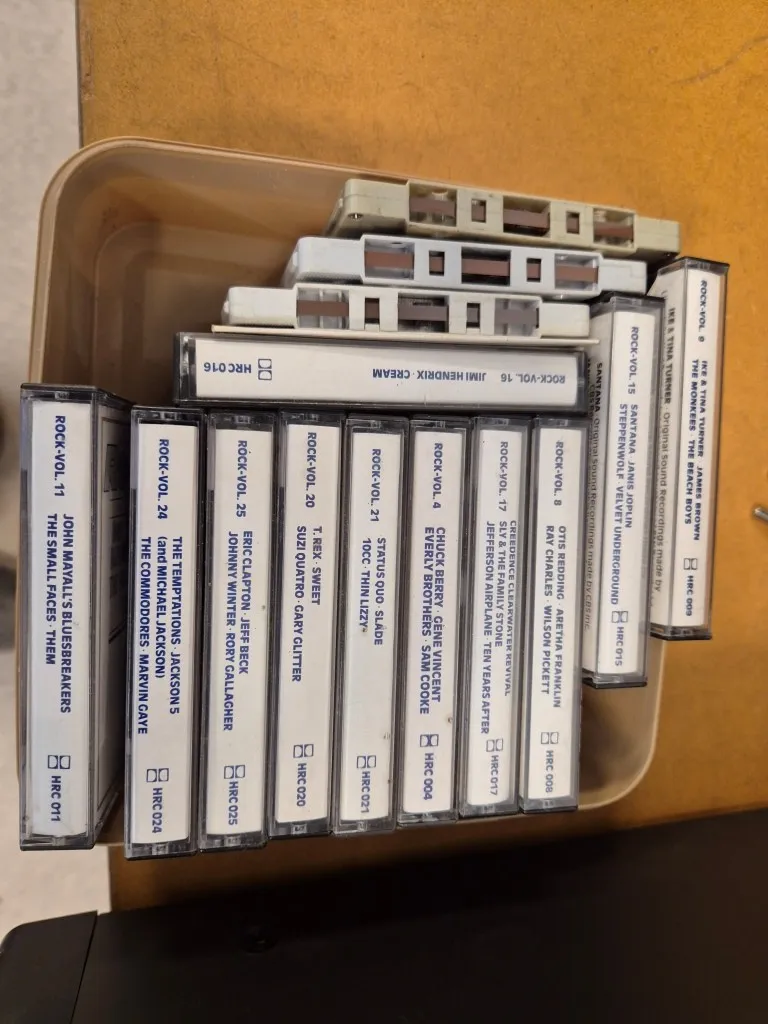 ROCK-VOL. 11
JOHN MAYALL'S BLUESBREAKERS
THE SMALL FACES · THEM
HRC 011
ROCK-VOL. 24
THE TEMPTATIONS · JACKSON 5
(and MICHAEL JACKSON)
THE COMMODORES · MARVIN GAYE
HRC 024
ROCK-VOL. 25
ERIC CLAPTON · JEFF BECK
JOHNNY WINTER · RORY GALLAGHER
HRC 025
ROCK-VOL. 20
T. REX · SWEET
SUZI QUATRO · GARY GLITTER
HRC 020
ROCK-VOL. 21
STATUS QUO · SLADE
10CC · THIN LIZZY
HRC 021
ROCK-VOL. 4
CHUCK BERRY · GENE VINCENT
EVERLY BROTHERS · SAM COOKE
HRC 004
ROCK-VOL. 17
CREEDENCE CLEARWATER REVIVAL
SLY & THE FAMILY STONE
JEFFERSON AIRPLANE · TEN YEARS AFTER
HRC 017
ROCK-VOL. 8
OTIS REDDING · ARETHA FRANKLIN
RAY CHARLES · WILSON PICKETT
HRC 008
ROCK-VOL. 16 JIMI HENDRIX · CREAM HRC 016
ROCK-VOL. 15
SANTANA · JANIS JOPLIN
STEPPENWOLF · VELVET UNDERGROUND
HRC 015
SANTANA · Original Sound Recordings made by CBS Inc.
ROCK-VOL. 9
IKE & TINA TURNER · JAMES BROWN
THE MONKEES · THE BEACH BOYS
HRC 009
IKE & TINA TURNER · Original Sound Recordings made by